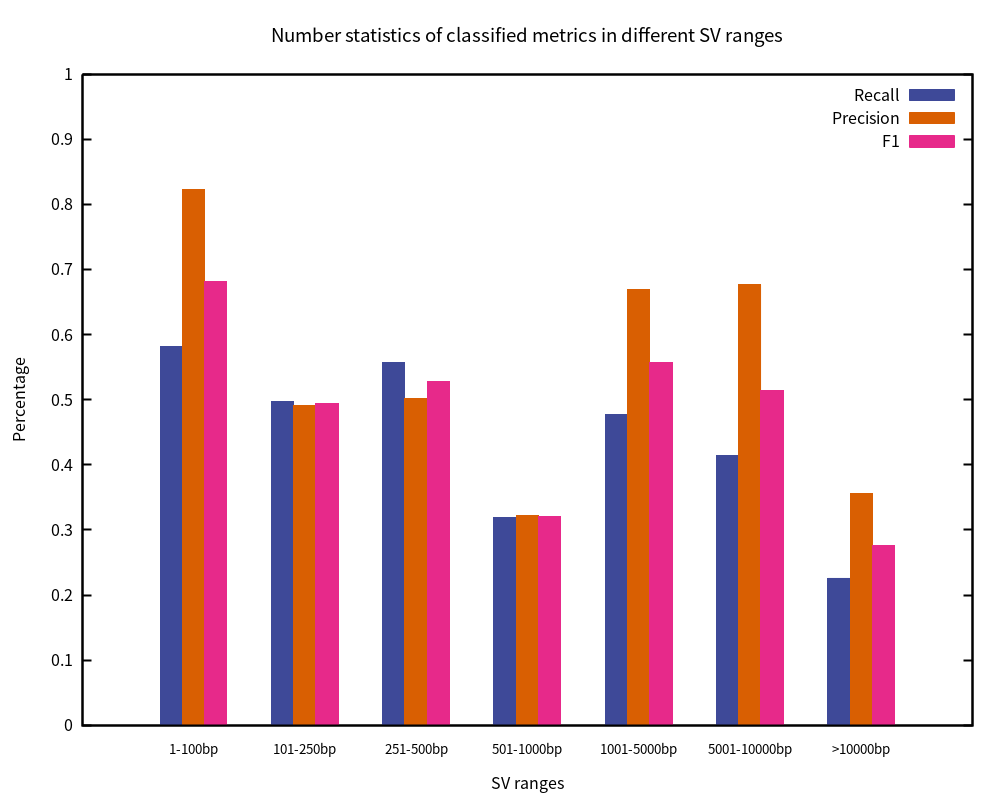 Number statistics of classified metrics in different SV ranges
1
0.9
0.8
0.7
0.6
0.5
0.4
0.3
0.2
0.1
0
Percentage
Recall
Precision
F1
1-100bp 101-250bp 251-500bp 501-1000bp 1001-5000bp 5001-10000bp >10000bp
SV ranges